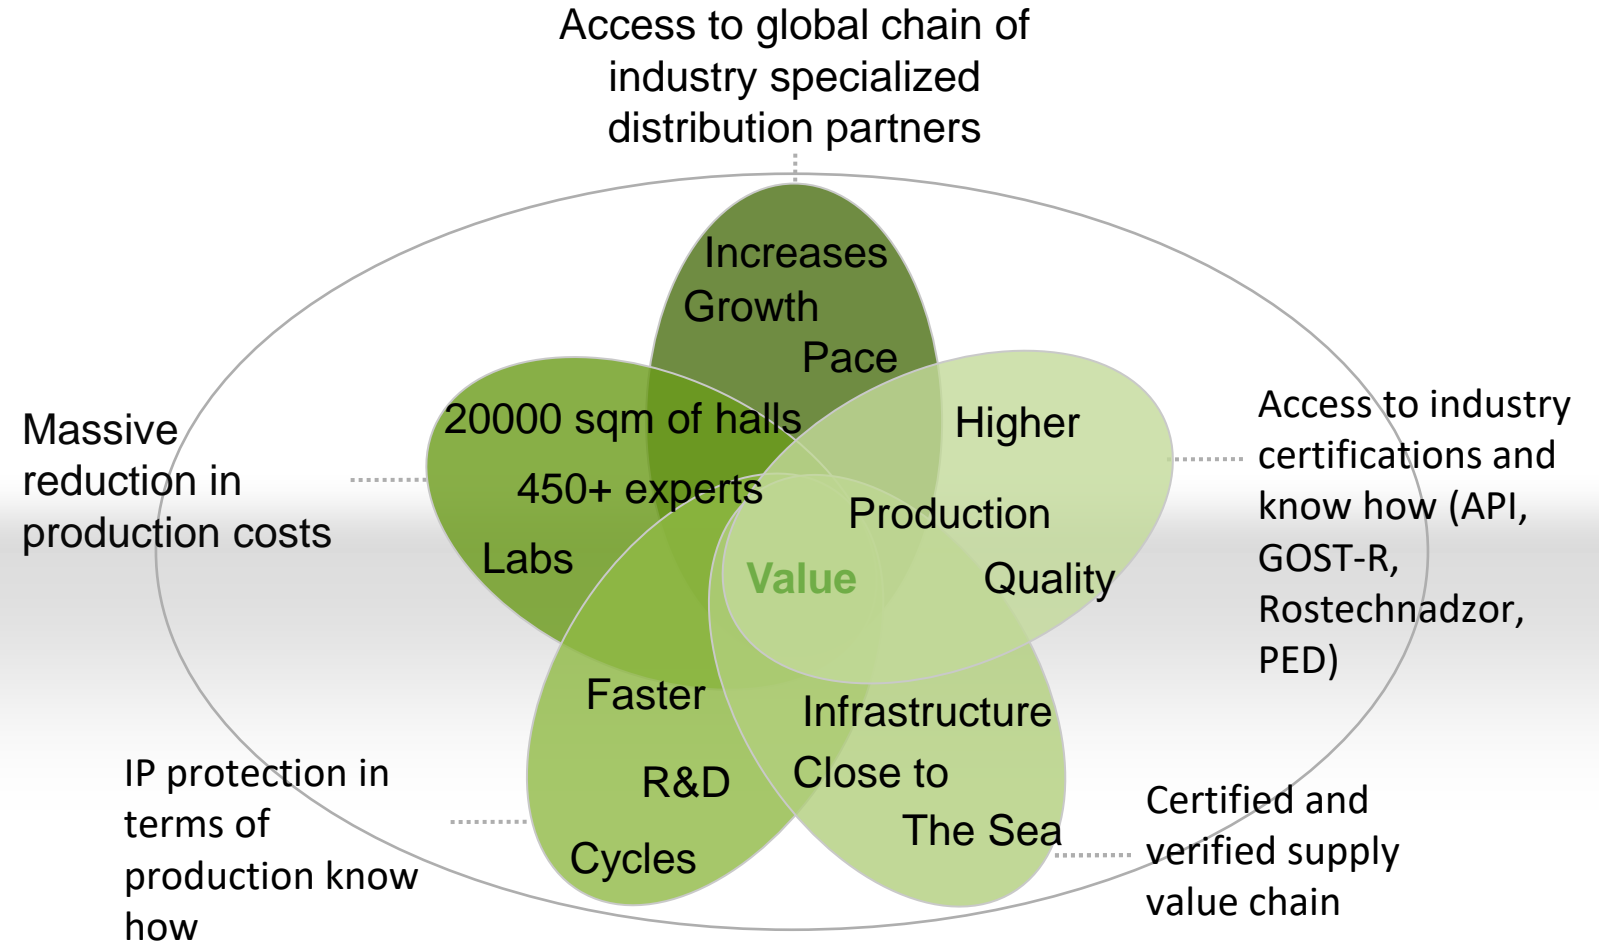 Access to global chain of
industry specialized
distribution partners
Increases
Growth
Pace
20000 sqm of halls
450+ experts
Labs
Higher
Production
Quality
Value
Faster
R&D
Cycles
Infrastructure
Close to
The Sea
Massive
reduction in
production costs
Access to industry
certifications and
know how (API,
GOST-R,
Rostechnadzor,
PED)
IP protection in
terms of
production know
how
Certified and
verified supply
value chain